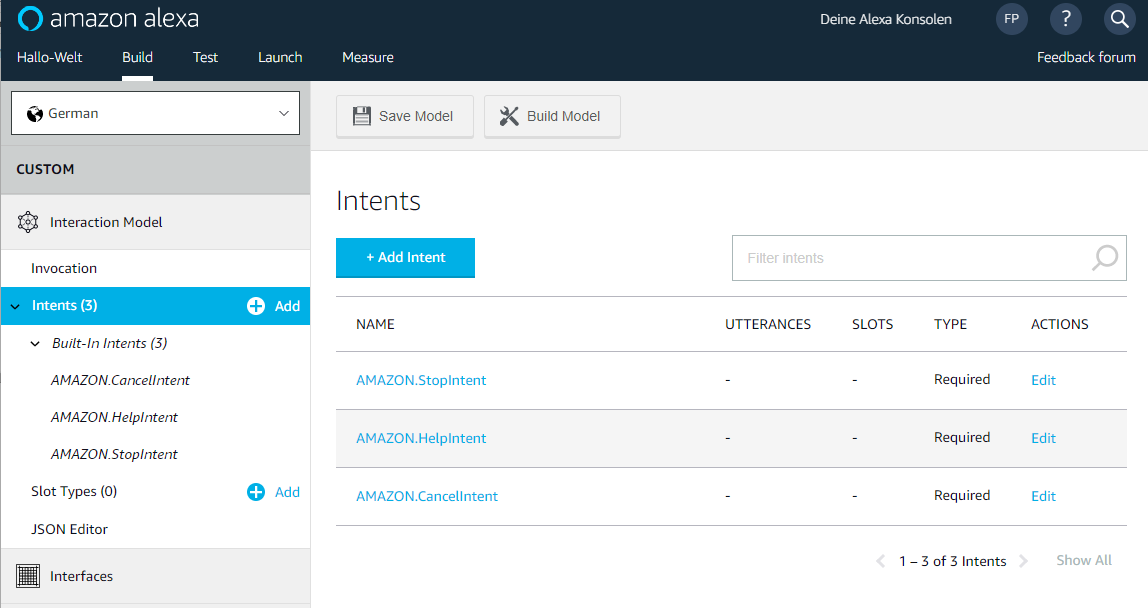 amazon alexa
Deine Alexa Konsolen
FP
?
Hallo-Welt
Build
Test
Launch
Measure
Feedback forum
German
Save Model
Build Model
CUSTOM
Interaction Model
Invocation
Intents (3)
Add
Built-In Intents (3)
AMAZON.CancelIntent
AMAZON.HelpIntent
AMAZON.StopIntent
Slot Types (0)
Add
JSON Editor
Interfaces
Intents
+ Add Intent
Filter intents
NAME UTTERANCES SLOTS TYPE ACTIONS
AMAZON.StopIntent - - Required Edit
AMAZON.HelpIntent - - Required Edit
AMAZON.CancelIntent - - Required Edit
1 – 3 of 3 Intents
Show All